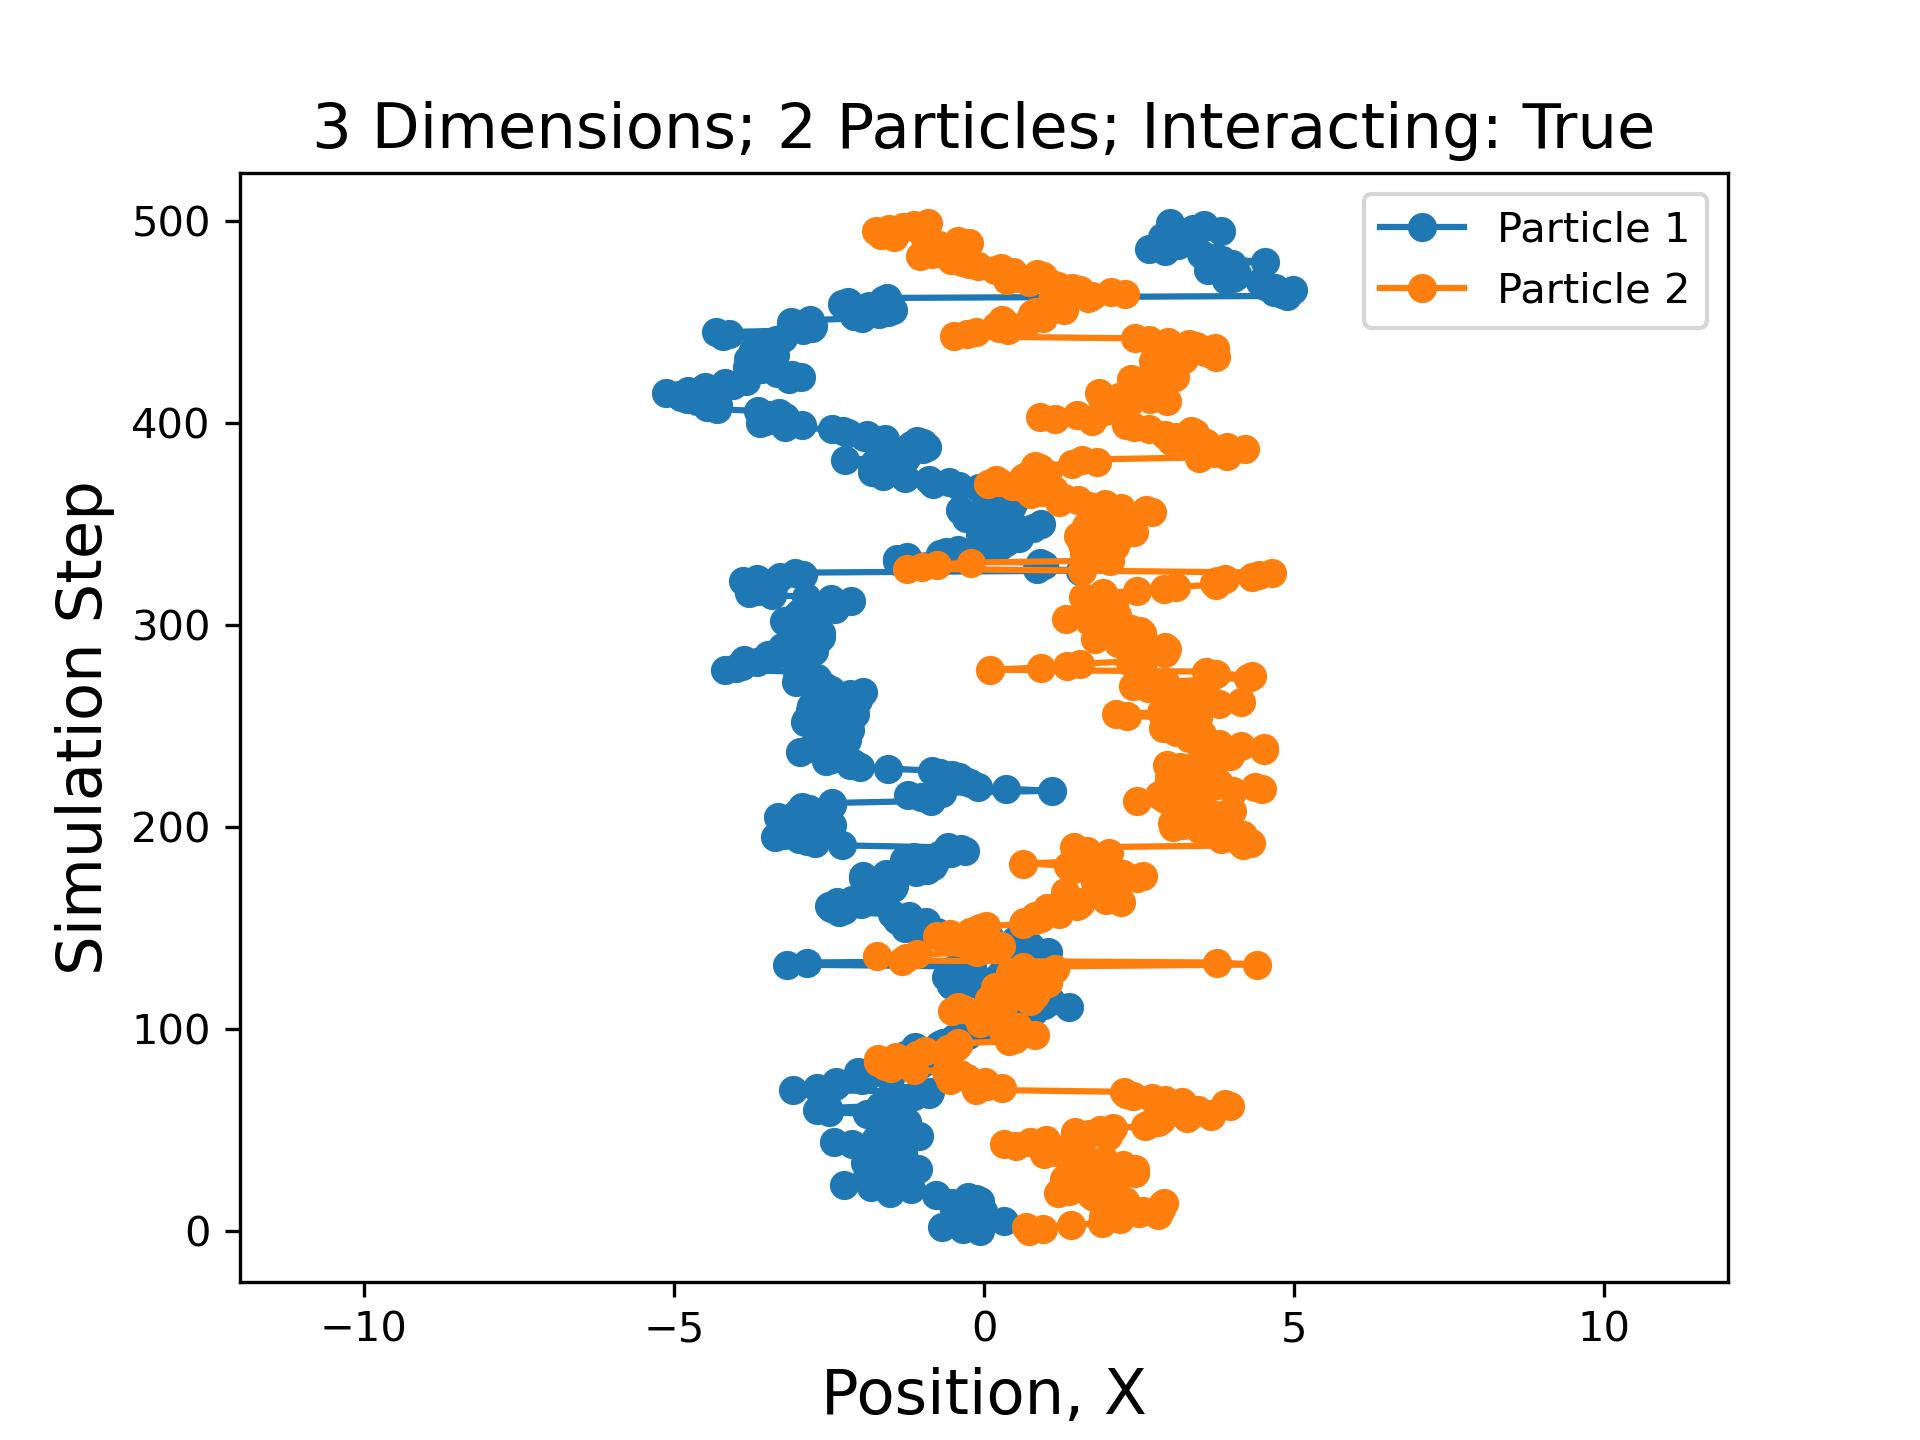 3 Dimensions; 2 Particles; Interacting: True
Particle 1
Particle 2
500
400
300
200
100
0
Simulation Step
−10
−5
0
5
10
Position, X